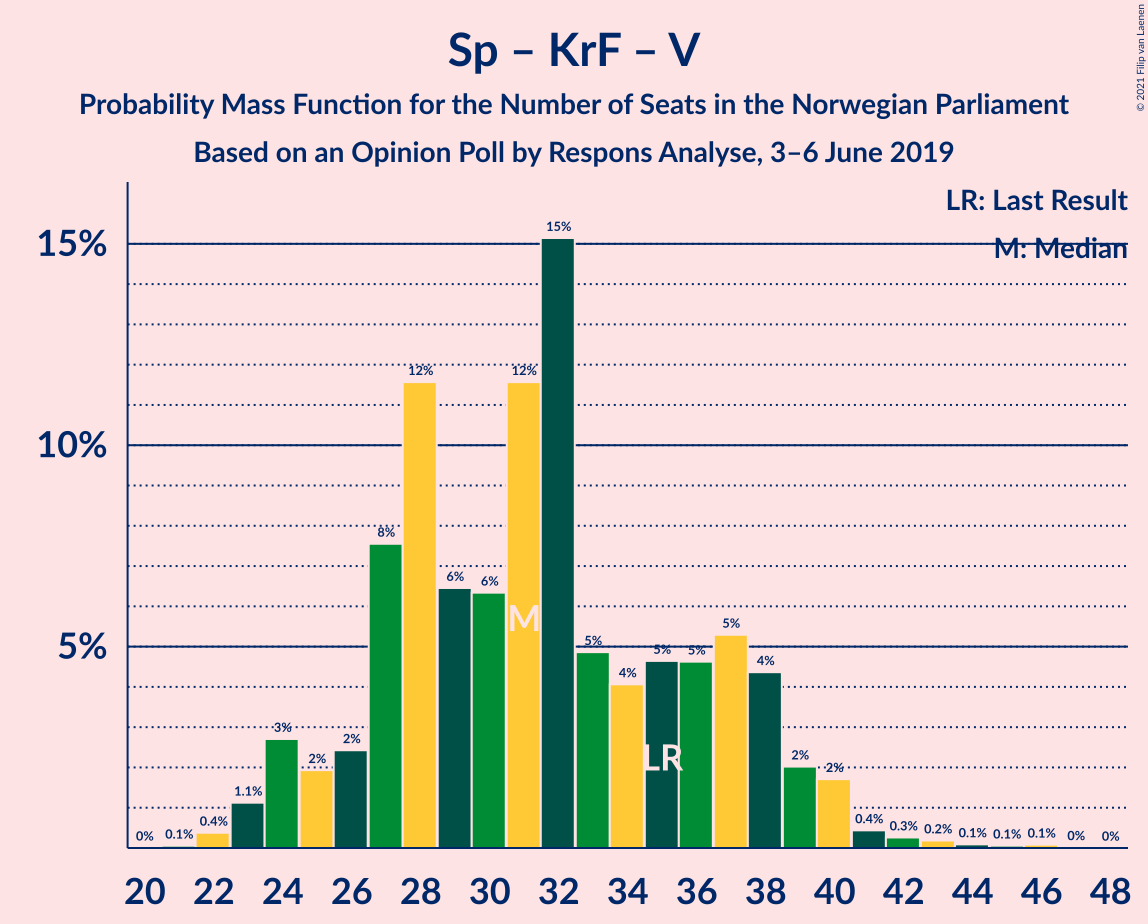 Sp – KrF – V
Probability Mass Function for the Number of Seats in the Norwegian Parliament
Based on an Opinion Poll by Respons Analyse, 3–6 June 2019
© 2021 Filip van Laenen
LR: Last Result
M: Median
15%
10%
5%
0% 0.1% 0.4% 1.1% 3% 2% 2% 8% 12% 6% 6% 12% 15% 5% 4% 5% 5% 5% 4% 2% 2% 0.4% 0.3% 0.2% 0.1% 0.1% 0.1% 0% 0%
M
LR
20 22 24 26 28 30 32 34 36 38 40 42 44 46 48